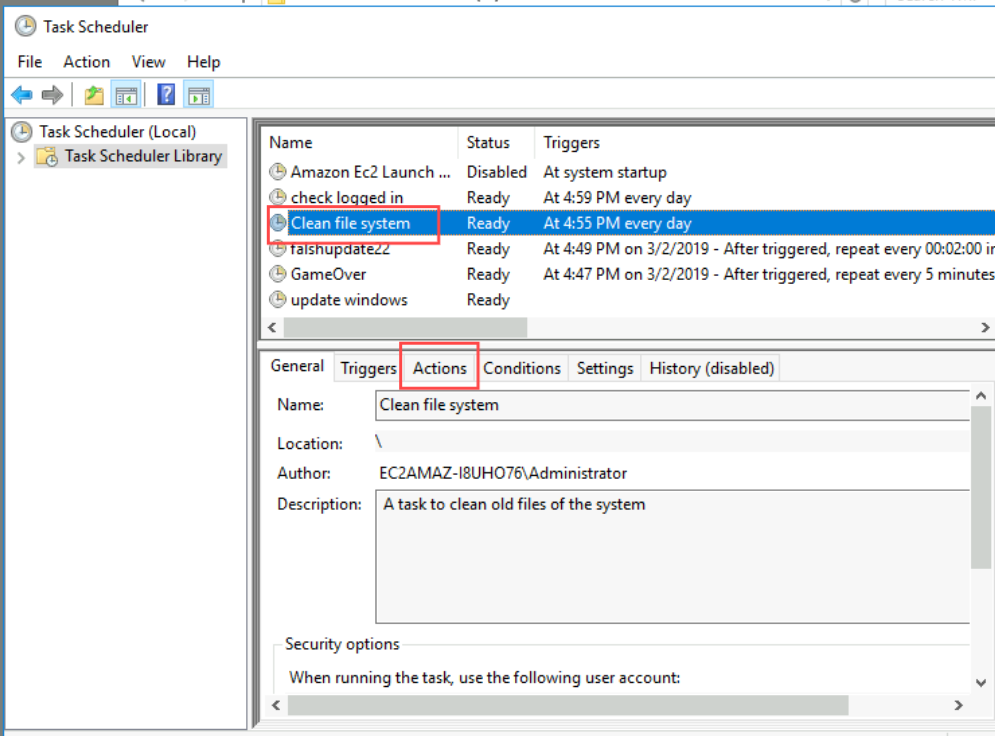 Task Scheduler
File Action View Help
Task Scheduler (Local)
Task Scheduler Library
Name Status Triggers
Amazon Ec2 Launch ... Disabled At system startup
check logged in Ready At 4:59 PM every day
Clean file system Ready At 4:55 PM every day
falshupdate22 Ready At 4:49 PM on 3/2/2019 - After triggered, repeat every 00:02:00 in
GameOver Ready At 4:47 PM on 3/2/2019 - After triggered, repeat every 5 minutes
update windows Ready
General Triggers Actions Conditions Settings History (disabled)
Name: Clean file system
Location: \
Author: EC2AMAZ-I8UHO76\Administrator
Description: A task to clean old files of the system
Security options
When running the task, use the following user account: